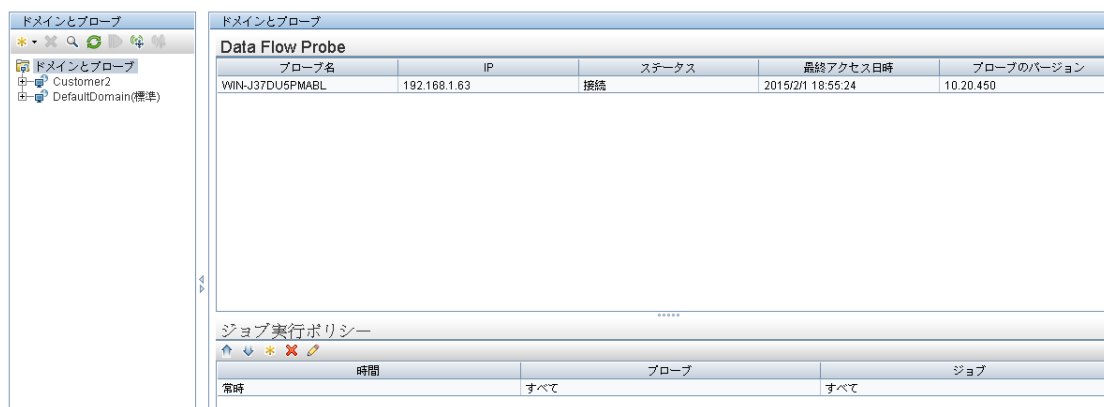 ドメインとプローブ
ドメインとプローブ
Customer2
DefaultDomain(標準)
ドメインとプローブ
Data Flow Probe
プローブ名 IP ステータス 最終アクセス日時 プローブのバージョン
WIN-J37DU5PMABL 192.168.1.63 接続 2015/2/1 18:55:24 10.20.450
ジョブ実行ポリシー
時間 プローブ ジョブ
常時 すべて すべて